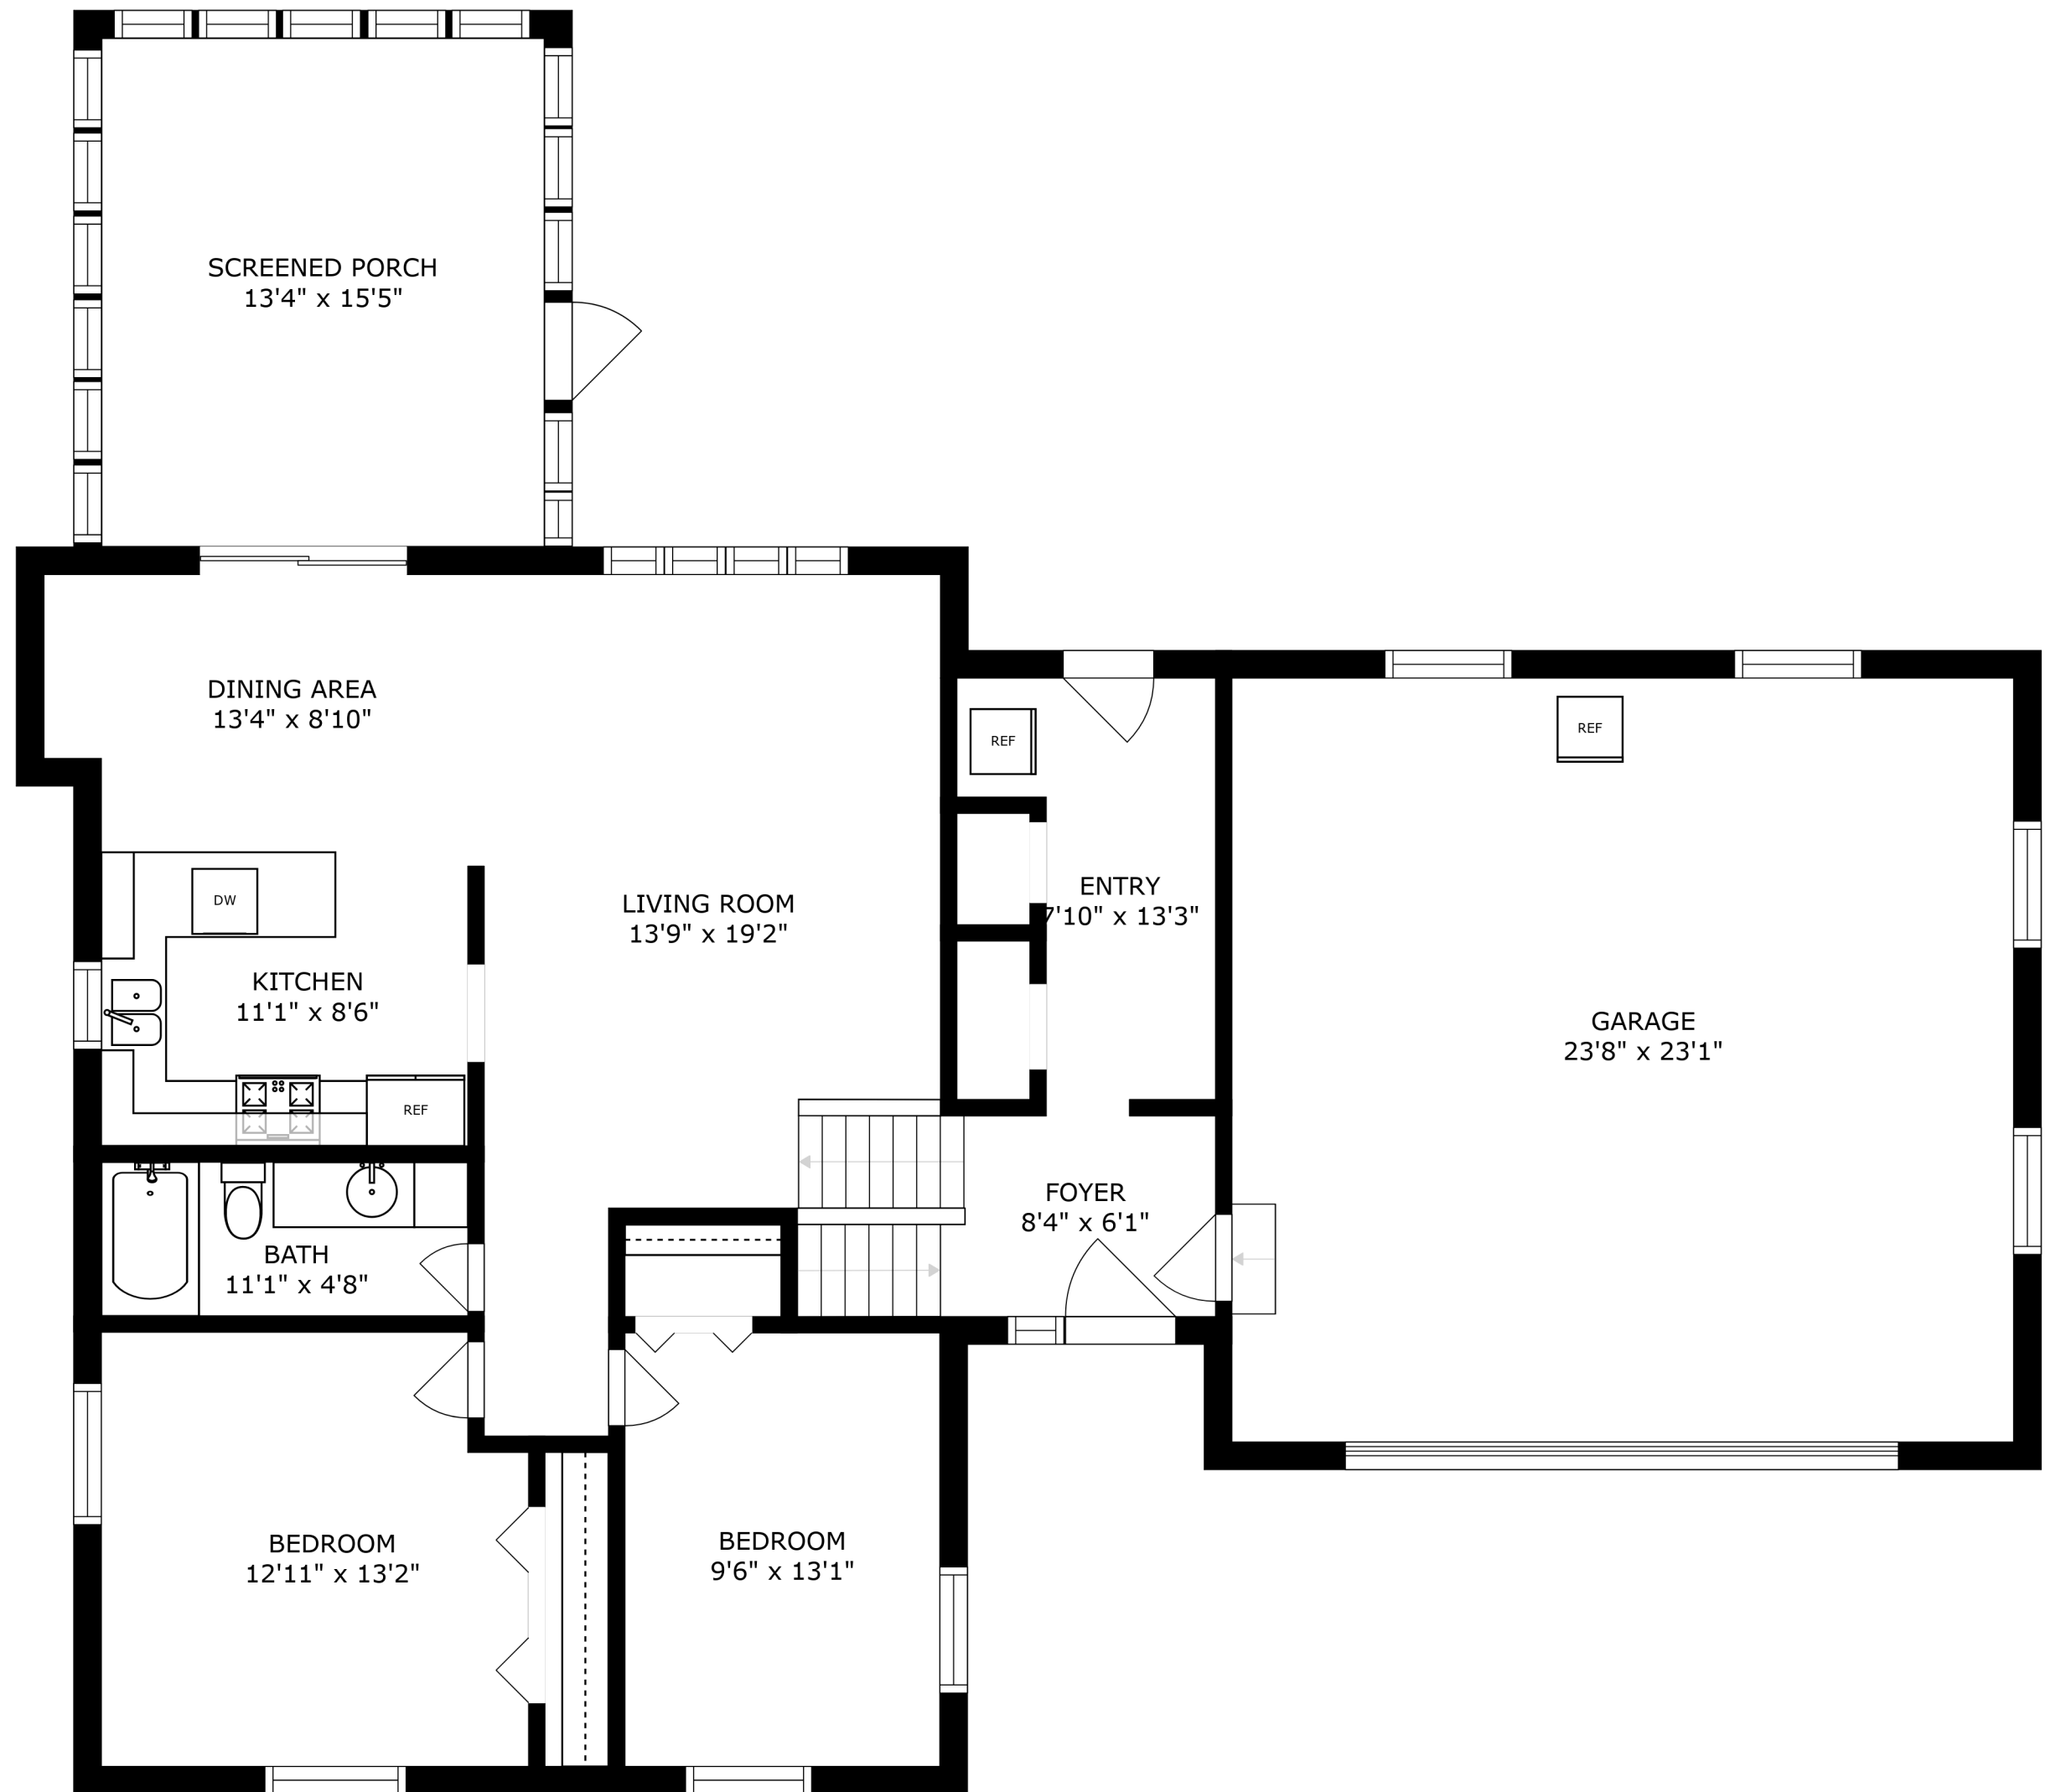 SCREENED PORCH
13'4" x 15'5"
DINING AREA
13'4" x 8'10"
REF
REF
DW
LIVING ROOM
13'9" x 19'2"
ENTRY
7'10" x 13'3"
KITCHEN
11'1" x 8'6"
GARAGE
23'8" x 23'1"
REF
FOYER
8'4" x 6'1"
BATH
11'1" x 4'8"
BEDROOM
12'11" x 13'2"
BEDROOM
9'6" x 13'1"